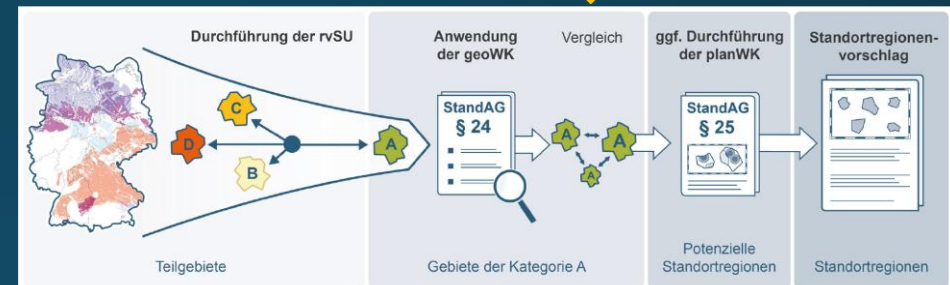 Durchführung der rvSU
C
D
B
A
Teilgebiete
Anwendung
der geoWK
Vergleich
StandAG
§ 24
A
A
A
Gebiete der Kategorie A
ggf. Durchführung
der planWK
StandAG
§ 25
Potenzielle
Standortregionen
Standortregionen-
vorschlag
Standortregionen